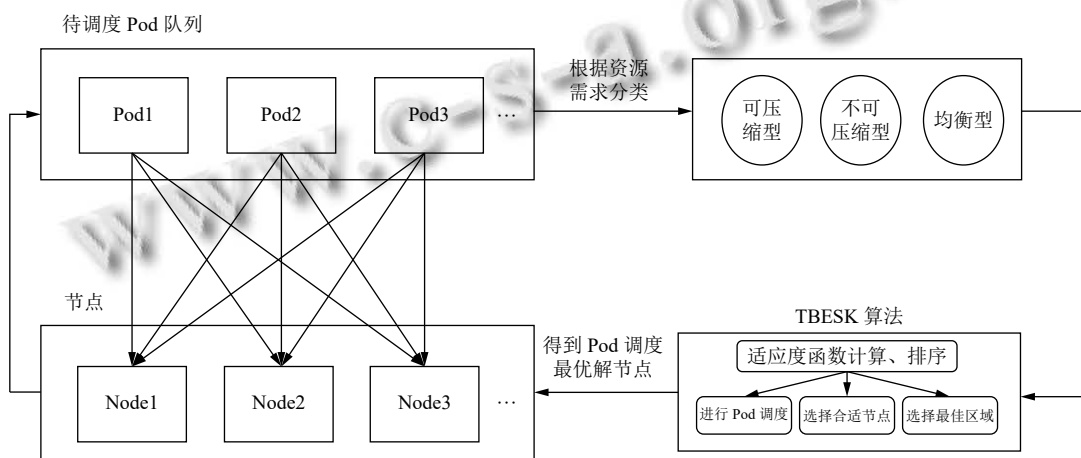 待调度 Pod 队列
Pod1
Pod2
Pod3
…
根据资源
需求分类
可压
缩型
不可
压缩型
均衡型
www.c-s-a.org
节点
Node1
Node2
Node3
…
得到 Pod 调度
最优解节点
TBESK 算法
适应度函数计算、排序
进行 Pod 调度
选择合适节点
选择最佳区域